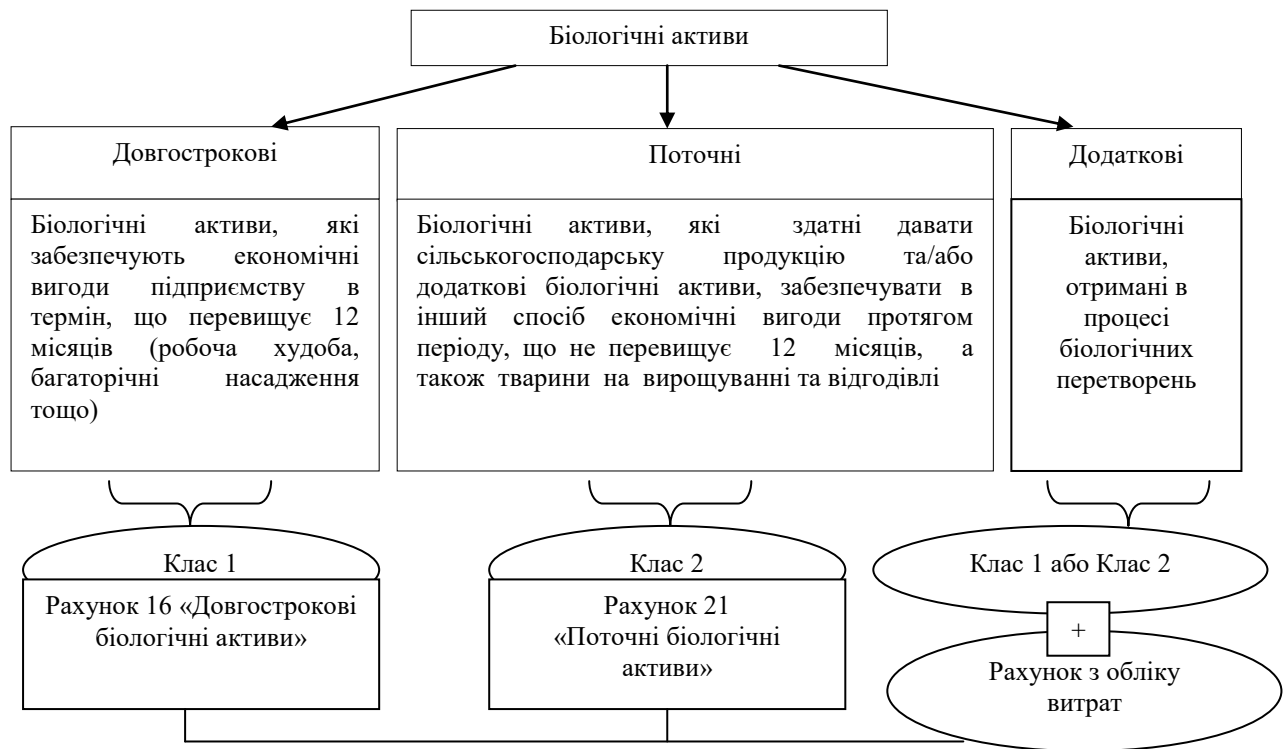 Біологічні активи
Довгострокові
Біологічні активи, які
забезпечують економічні
вигоди підприємству в
термін, що перевищує 12
місяців (робоча худоба,
багаторічні насадження
тощо)
Поточні
Біологічні активи, які здатні давати
сільськогосподарську продукцію та/або
додаткові біологічні активи, забезпечувати в
інший спосіб економічні вигоди протягом
періоду, що не перевищує 12 місяців, а
також тварини на вирощуванні та відгодівлі
Додаткові
Біологічні
активи,
отримані в
процесі
біологічних
перетворень
Клас 1
Рахунок 16 «Довгострокові
біологічні активи»
Клас 2
Рахунок 21
«Поточні біологічні
активи»
Клас 1 або Клас 2
+
Рахунок з обліку
витрат